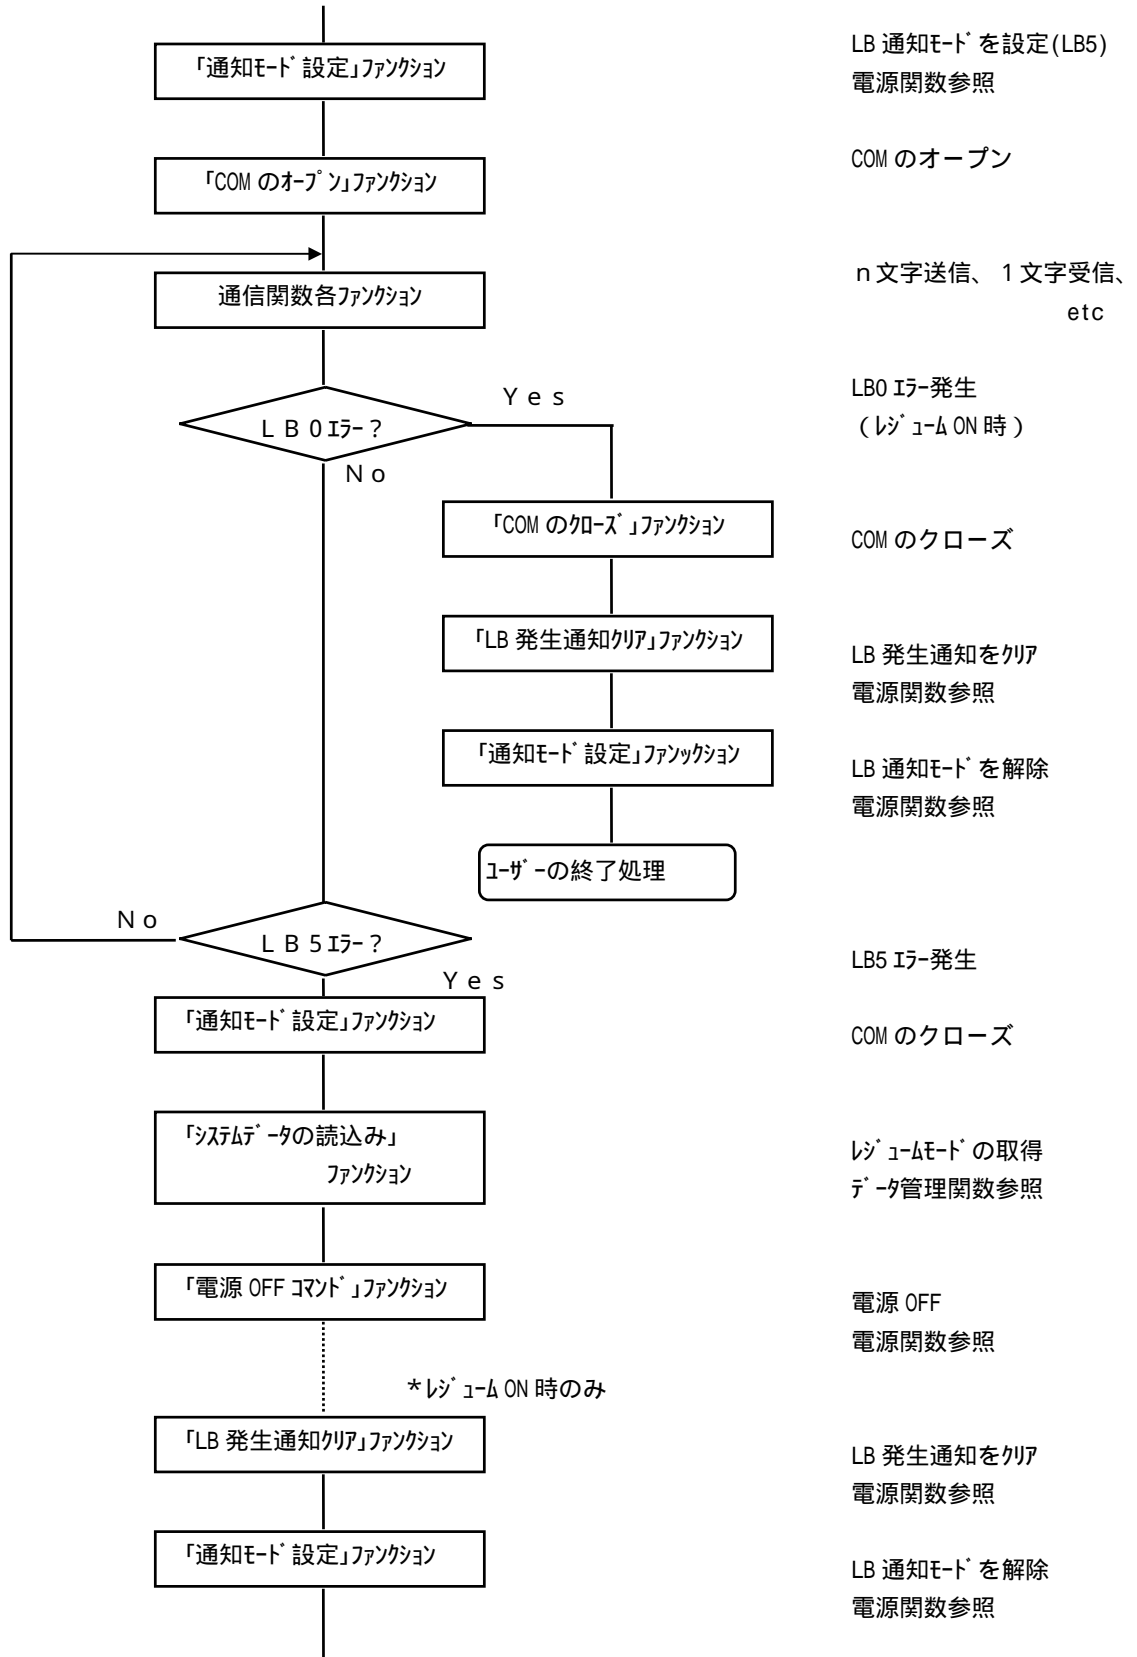 「通知ﾓｰﾄﾞ設定」ﾌｧﾝｸｼｮﾝ
LB 通知ﾓｰﾄﾞを設定(LB5)
電源関数参照
「COM のｵｰﾌﾟﾝ」ﾌｧﾝｸｼｮﾝ
COM のオープン
通信関数各ﾌｧﾝｸｼｮﾝ
ｎ文字送信、１文字受信、
etc
ＬＢ０ｴﾗｰ？
Ｙｅｓ
Ｎｏ
LB0 ｴﾗｰ発生
（ﾚｼﾞｭｰﾑ ON 時）
「COM のｸﾛｰｽﾞ」ﾌｧﾝｸｼｮﾝ
COM のクローズ
「LB 発生通知ｸﾘｱ」ﾌｧﾝｸｼｮﾝ
LB 発生通知をｸﾘｱ
電源関数参照
「通知ﾓｰﾄﾞ設定」ﾌｧﾝｯｸｼｮﾝ
LB 通知ﾓｰﾄﾞを解除
電源関数参照
ﾕｰｻﾞｰの終了処理
Ｎｏ
ＬＢ５ｴﾗｰ？
Ｙｅｓ
LB5 ｴﾗｰ発生
「通知ﾓｰﾄﾞ設定」ﾌｧﾝｸｼｮﾝ
COM のクローズ
「ｼｽﾃﾑﾃﾞｰﾀの読込み」
ﾌｧﾝｸｼｮﾝ
ﾚｼﾞｭｰﾑﾓｰﾄﾞの取得
ﾃﾞｰﾀ管理関数参照
「電源 OFF ｺﾏﾝﾄﾞ」ﾌｧﾝｸｼｮﾝ
電源 OFF
電源関数参照
＊ﾚｼﾞｭｰﾑ ON 時のみ
「LB 発生通知ｸﾘｱ」ﾌｧﾝｸｼｮﾝ
LB 発生通知をｸﾘｱ
電源関数参照
「通知ﾓｰﾄﾞ設定」ﾌｧﾝｸｼｮﾝ
LB 通知ﾓｰﾄﾞを解除
電源関数参照